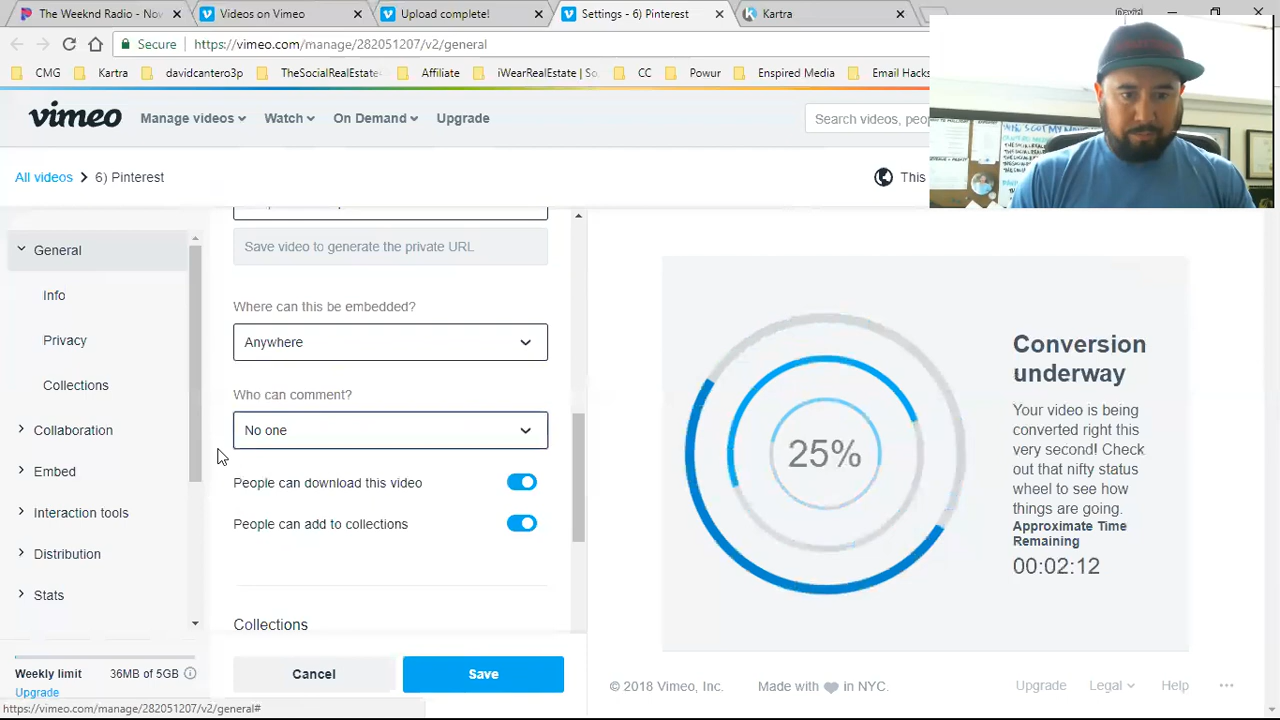 The Weeknd Radio - Nov
Videos on Vimeo
Upload complete!
Settings - 6) Pinterest
Kartra
David
Secure
https://vimeo.com/manage/282051207/v2/general
CMG
Kartra
davidcantero.p
TheSocialRealEstate
Affiliate
iWearRealEstate | So
CC
Powur
Enspired Media
Email Hacks
vimeo
Manage videos
Watch
On Demand
Upgrade
Search videos, peo
All videos
6) Pinterest
This
General
Info
Privacy
Collections
Collaboration
Embed
Interaction tools
Distribution
Stats
Weekly limit
36MB of 5GB
Upgrade
Save video to generate the private URL
Where can this be embedded?
Anywhere
Who can comment?
No one
People can download this video
People can add to collections
Collections
Cancel
Save
25%
Conversion
underway
Your video is being
converted right this
very second! Check
out that nifty status
wheel to see how
things are going.
Approximate Time
Remaining
00:02:12
© 2018 Vimeo, Inc.
Made with
in NYC.
Upgrade
Legal
Help
https://vimeo.com/manage/282051207/v2/general#